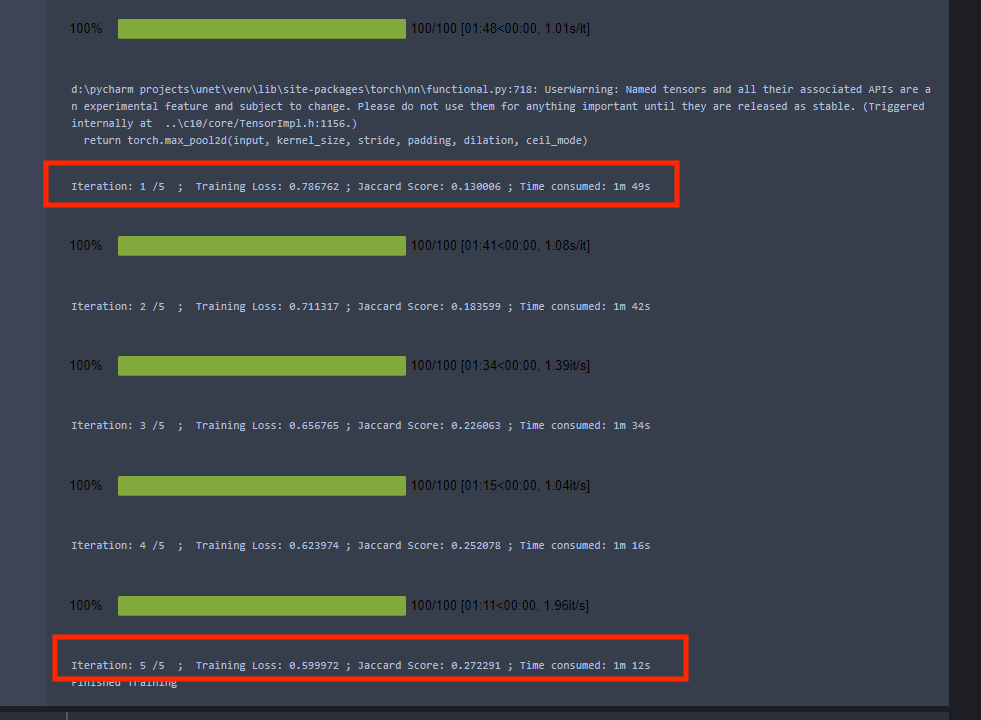 100% 100/100 [01:48<00:00, 1.01s/it]
d:\pycharm projects\unet\venv\lib\site-packages\torch\nn\functional.py:718: UserWarning: Named tensors and all their associated APIs are a
n experimental feature and subject to change. Please do not use them for anything important until they are released as stable. (Triggered
internally at  ..\c10/core/TensorImpl.h:1156.)
  return torch.max_pool2d(input, kernel_size, stride, padding, dilation, ceil_mode)
Iteration: 1 /5  ;  Training Loss: 0.786762 ; Jaccard Score: 0.130006 ; Time consumed: 1m 49s
100% 100/100 [01:41<00:00, 1.08s/it]
Iteration: 2 /5  ;  Training Loss: 0.711317 ; Jaccard Score: 0.183599 ; Time consumed: 1m 42s
100% 100/100 [01:34<00:00, 1.39it/s]
Iteration: 3 /5  ;  Training Loss: 0.656765 ; Jaccard Score: 0.226063 ; Time consumed: 1m 34s
100% 100/100 [01:15<00:00, 1.04it/s]
Iteration: 4 /5  ;  Training Loss: 0.623974 ; Jaccard Score: 0.252078 ; Time consumed: 1m 16s
100% 100/100 [01:11<00:00, 1.96it/s]
Iteration: 5 /5  ;  Training Loss: 0.599972 ; Jaccard Score: 0.272291 ; Time consumed: 1m 12s
Finished Training